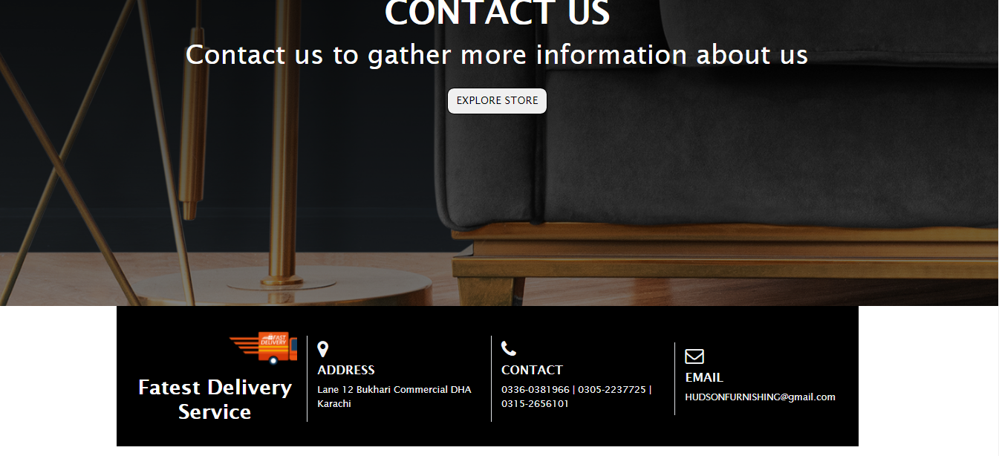 CONTACT US
Contact us to gather more information about us
EXPLORE STORE
FAST
DELIVERY
Fatest Delivery
Service
ADDRESS
Lane 12 Bukhari Commercial DHA
Karachi
CONTACT
0336-0381966 | 0305-2237725 |
0315-2656101
EMAIL
HUDSONFURNISHING@gmail.com